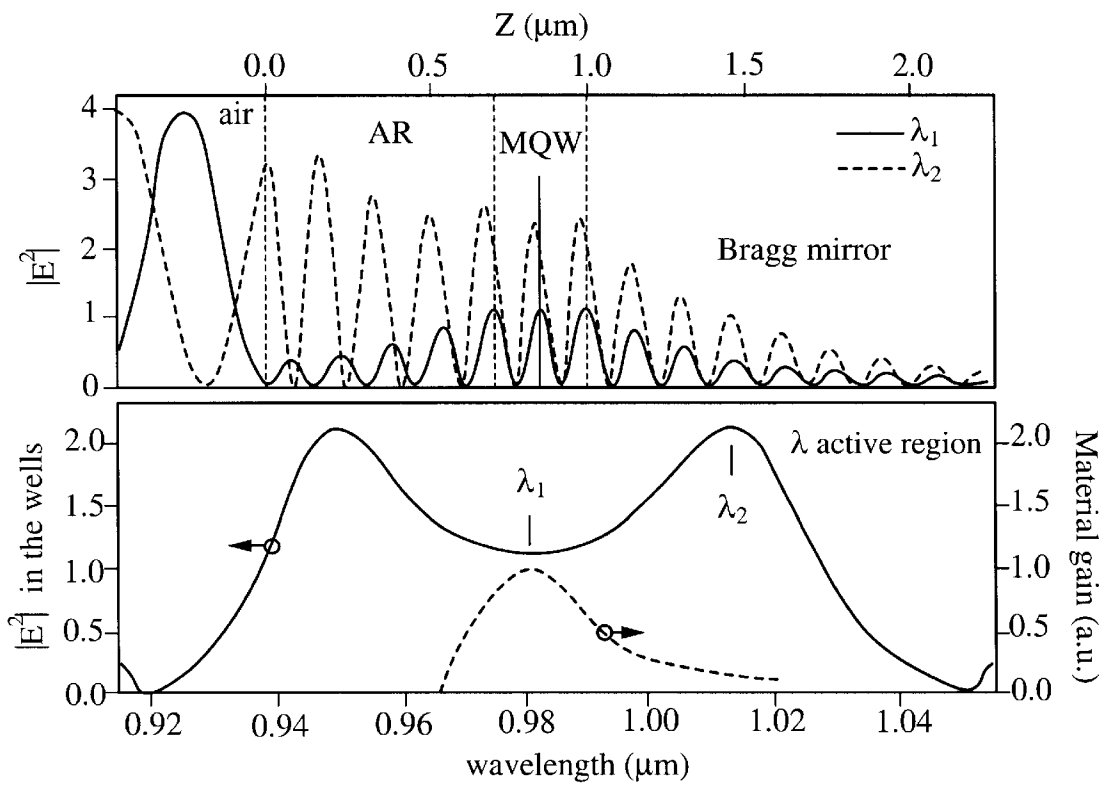 Z (μm)
0.0 0.5 1.0 1.5 2.0
4
3
2
1
0
|E²|
air
AR
MQW
λ₁
λ₂
Bragg mirror
2.0
1.5
1.0
0.5
0.0
|E²| in the wells
λ active region
λ₁
λ₂
2.0
1.5
1.0
0.5
0.0
Material gain (a.u.)
0.92 0.94 0.96 0.98 1.00 1.02 1.04
wavelength (μm)